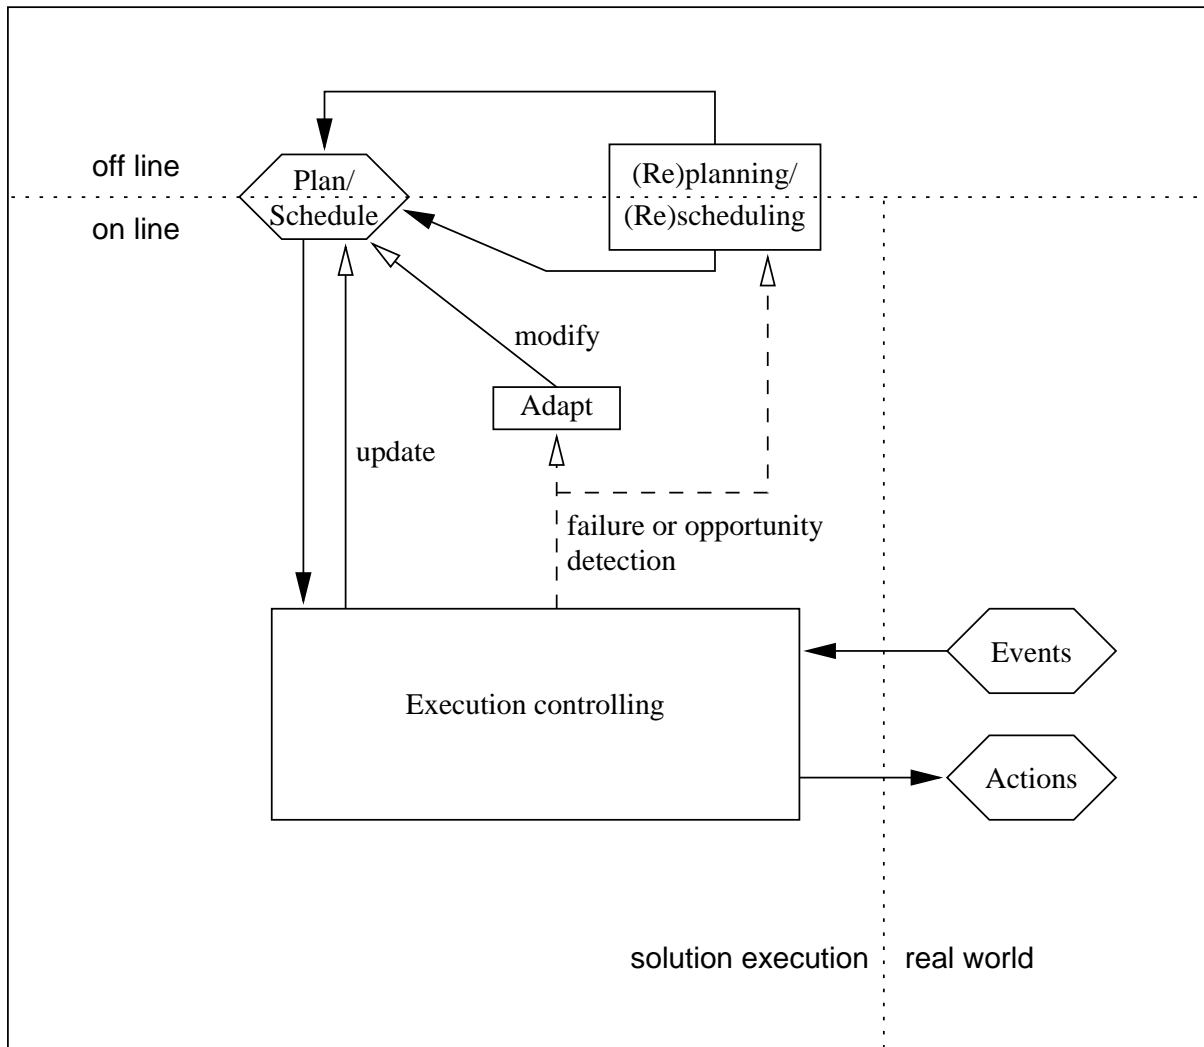 off line
on line
Plan/
Schedule
(Re)planning/
(Re)scheduling
modify
Adapt
update
failure or opportunity
detection
Execution controlling
Events
Actions
solution execution
real world